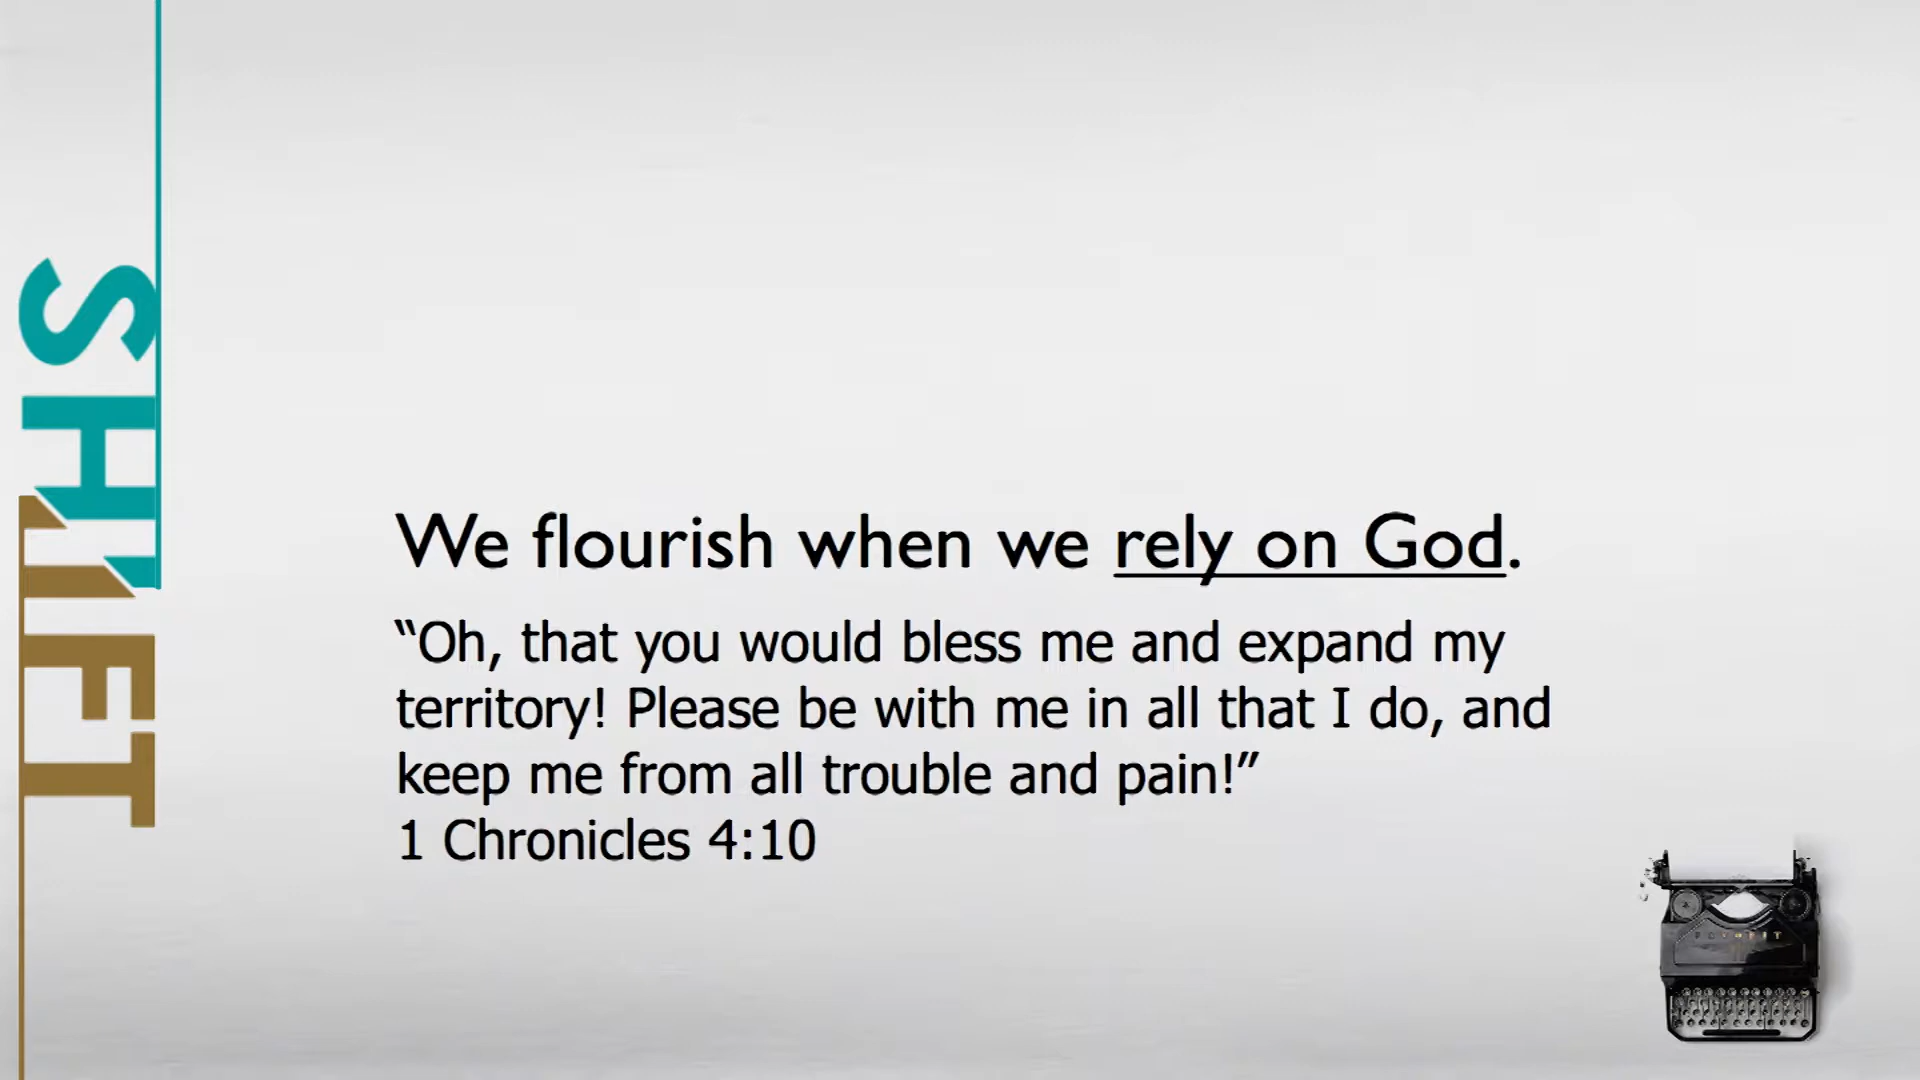 SHIFT
We flourish when we rely on God.
“Oh, that you would bless me and expand my
territory! Please be with me in all that I do, and
keep me from all trouble and pain!”
1 Chronicles 4:10